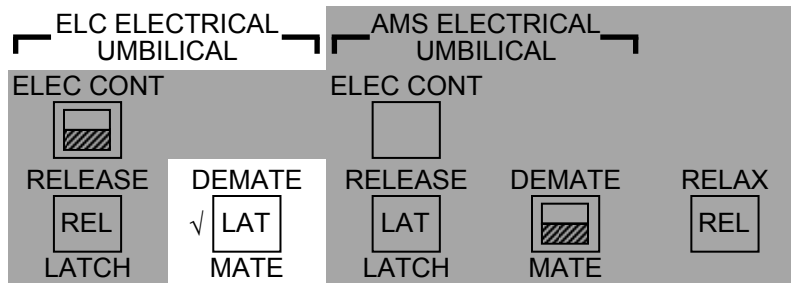 ELC ELECTRICAL UMBILICAL
AMS ELECTRICAL UMBILICAL
ELEC CONT
ELEC CONT
RELEASE DEMATE RELEASE DEMATE RELAX
REL √ LAT LAT REL
LATCH MATE LATCH MATE